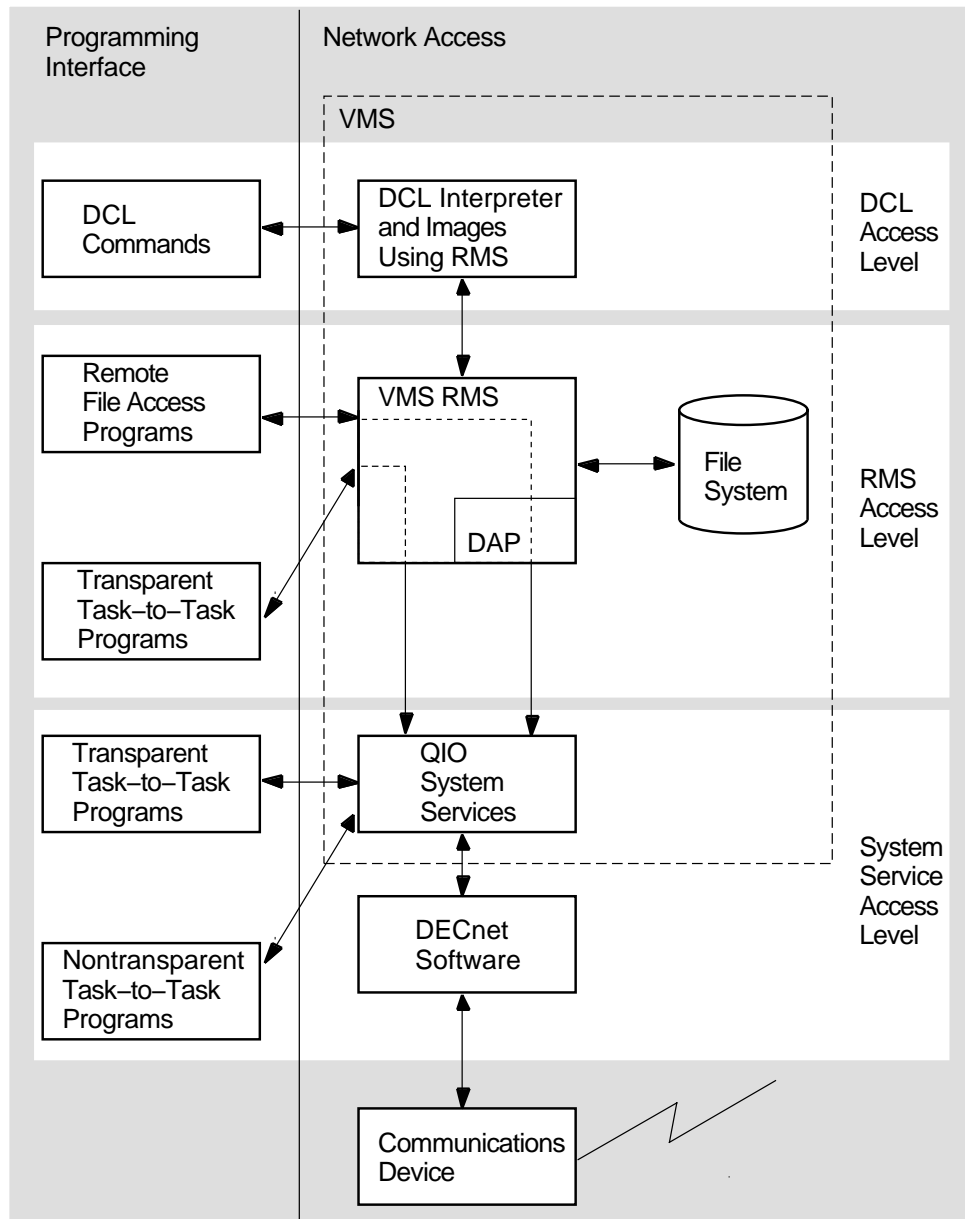 Programming
Interface
Network Access
VMS
DCL
Commands
DCL Interpreter
and Images
Using RMS
DCL
Access
Level
Remote
File Access
Programs
VMS RMS
DAP
File
System
RMS
Access
Level
Transparent
Task–to–Task
Programs
Transparent
Task–to–Task
Programs
QIO
System
Services
System
Service
Access
Level
DECnet
Software
Nontransparent
Task–to–Task
Programs
Communications
Device